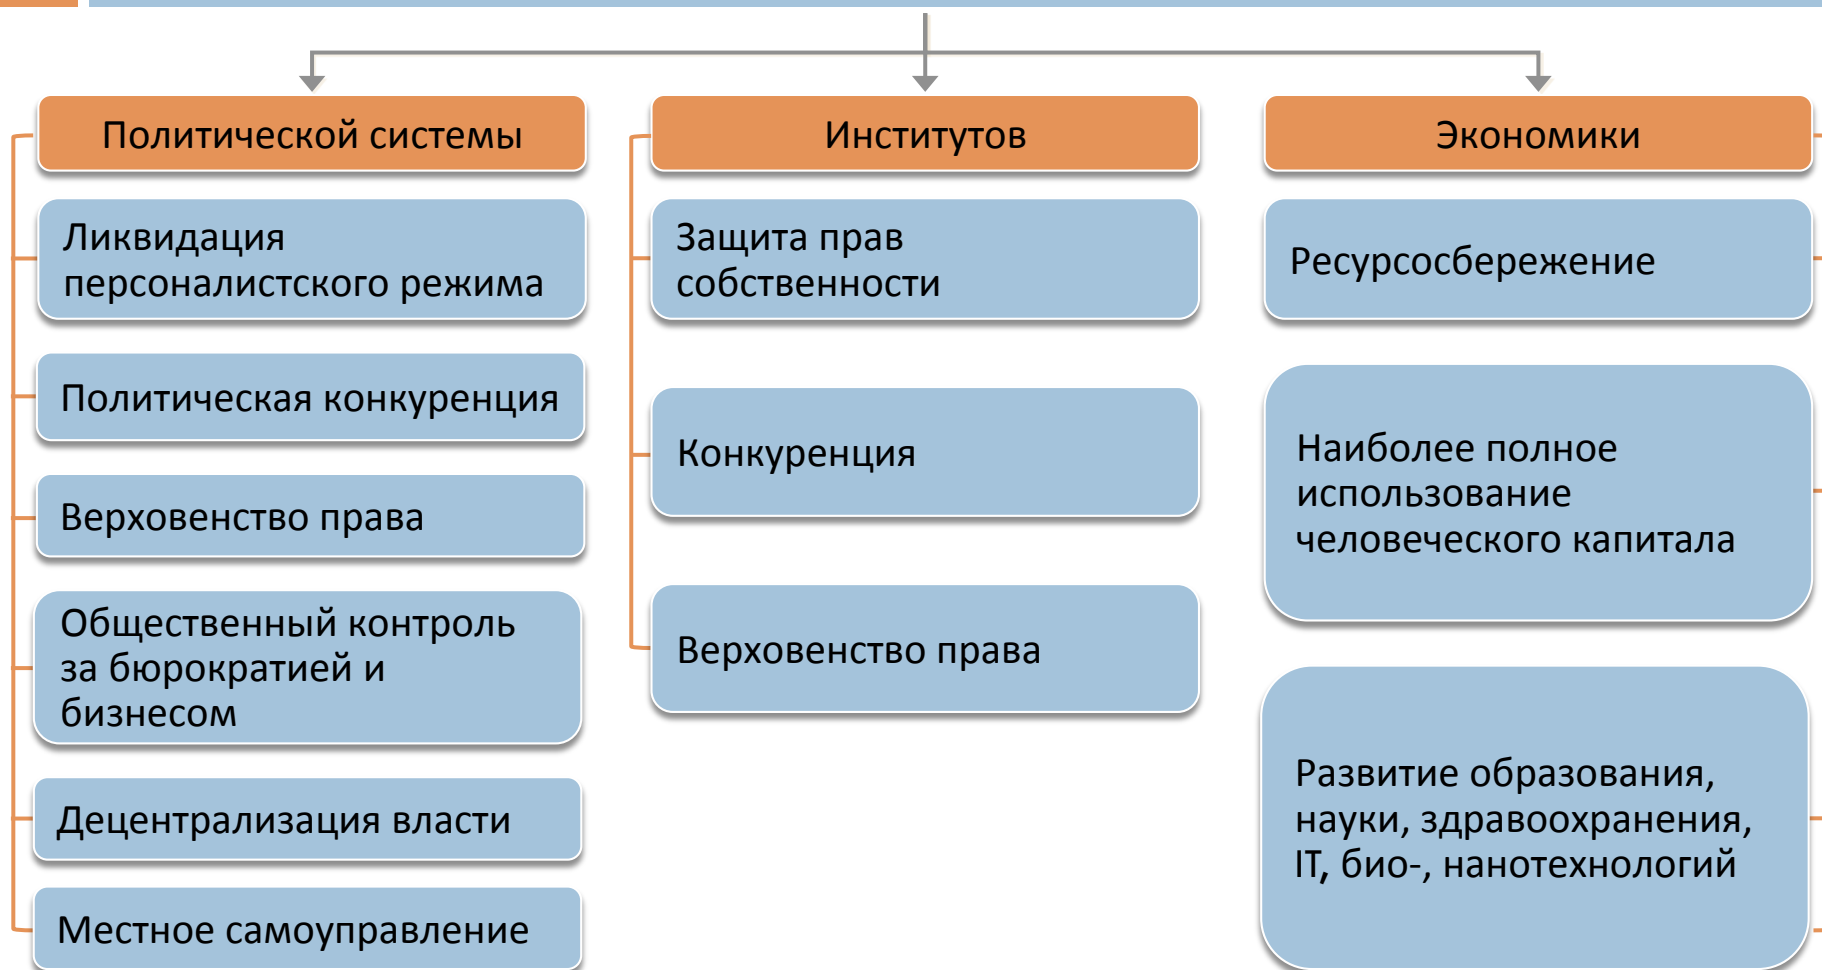 Политической системы
Ликвидация
персоналистского режима
Политическая конкуренция
Верховенство права
Общественный контроль
за бюрократией и
бизнесом
Децентрализация власти
Местное самоуправление
Институтов
Защита прав
собственности
Конкуренция
Верховенство права
Экономики
Ресурсосбережение
Наиболее полное
использование
человеческого капитала
Развитие образования,
науки, здравоохранения,
IT, био-, нанотехнологий